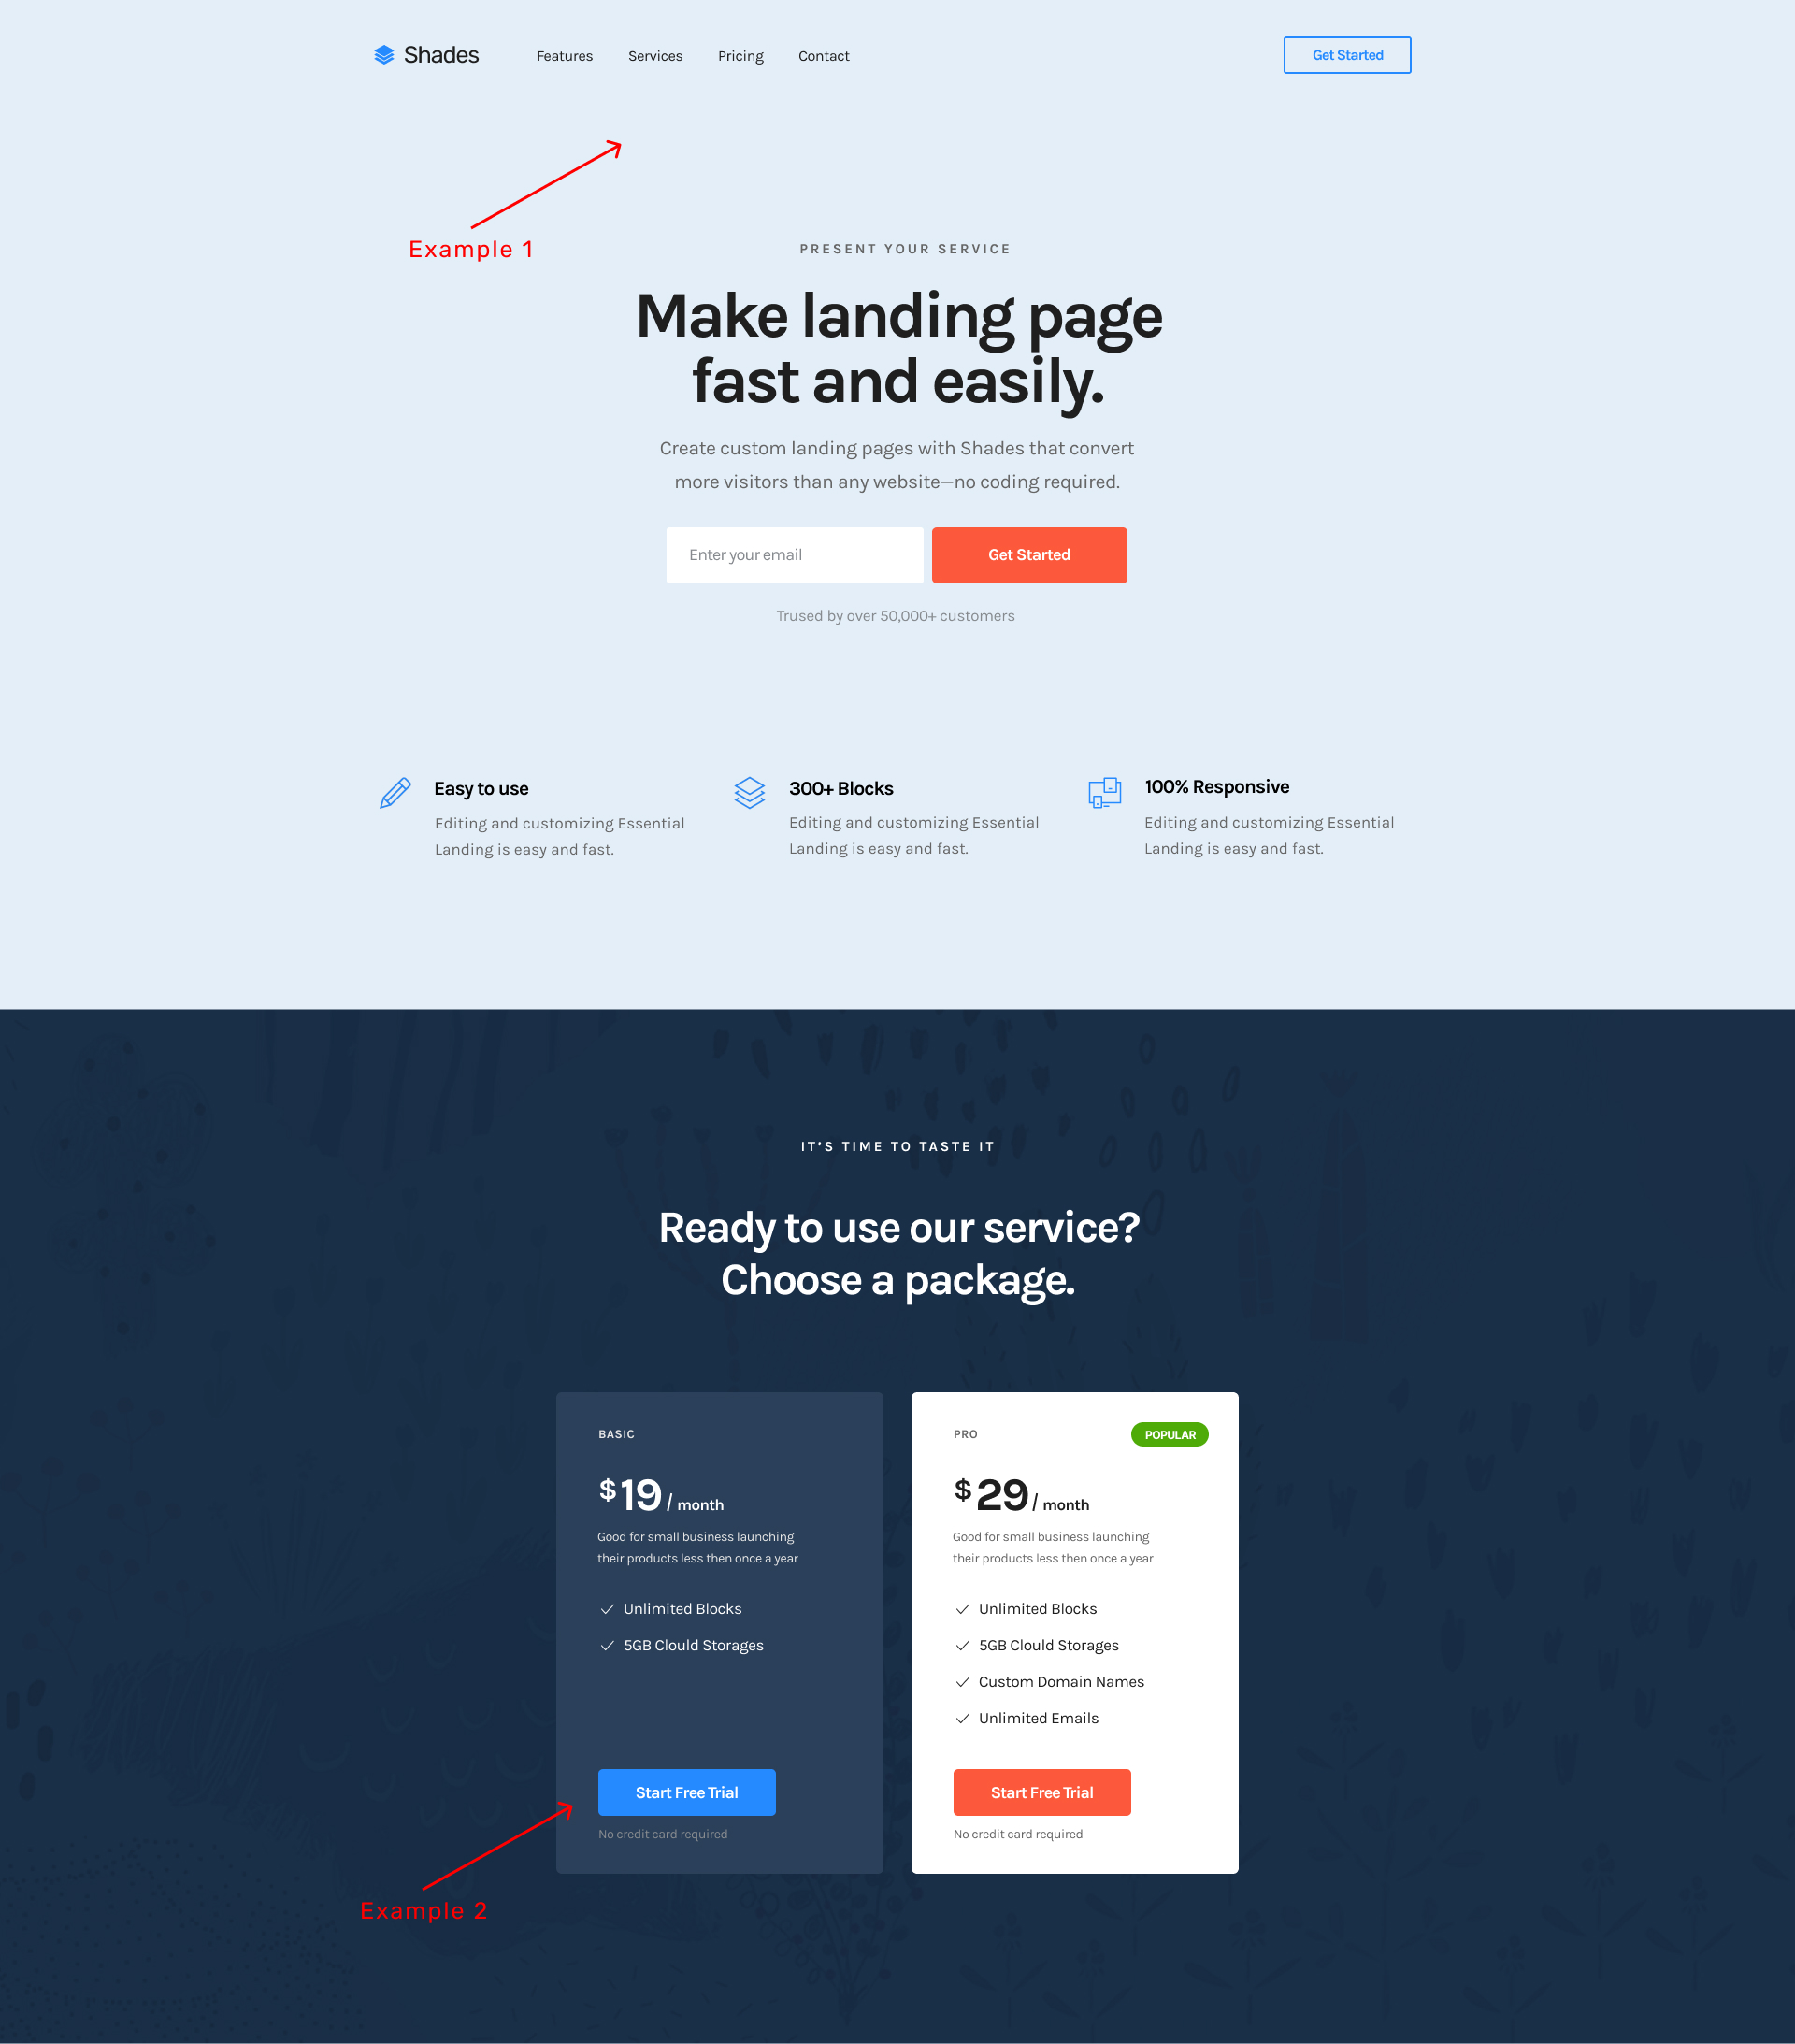 Shades
Features Services Pricing Contact
Get Started
Example 1
PRESENT YOUR SERVICE
Make landing page
fast and easily.
Create custom landing pages with Shades that convert
more visitors than any website—no coding required.
Enter your email
Get Started
Trused by over 50,000+ customers
Easy to use
Editing and customizing Essential
Landing is easy and fast.
300+ Blocks
Editing and customizing Essential
Landing is easy and fast.
100% Responsive
Editing and customizing Essential
Landing is easy and fast.
IT’S TIME TO TASTE IT
Ready to use our service?
Choose a package.
BASIC
$19/ month
Good for small business launching
their products less then once a year
Unlimited Blocks
5GB Clould Storages
Start Free Trial
No credit card required
PRO
POPULAR
$29/ month
Good for small business launching
their products less then once a year
Unlimited Blocks
5GB Clould Storages
Custom Domain Names
Unlimited Emails
Start Free Trial
No credit card required
Example 2